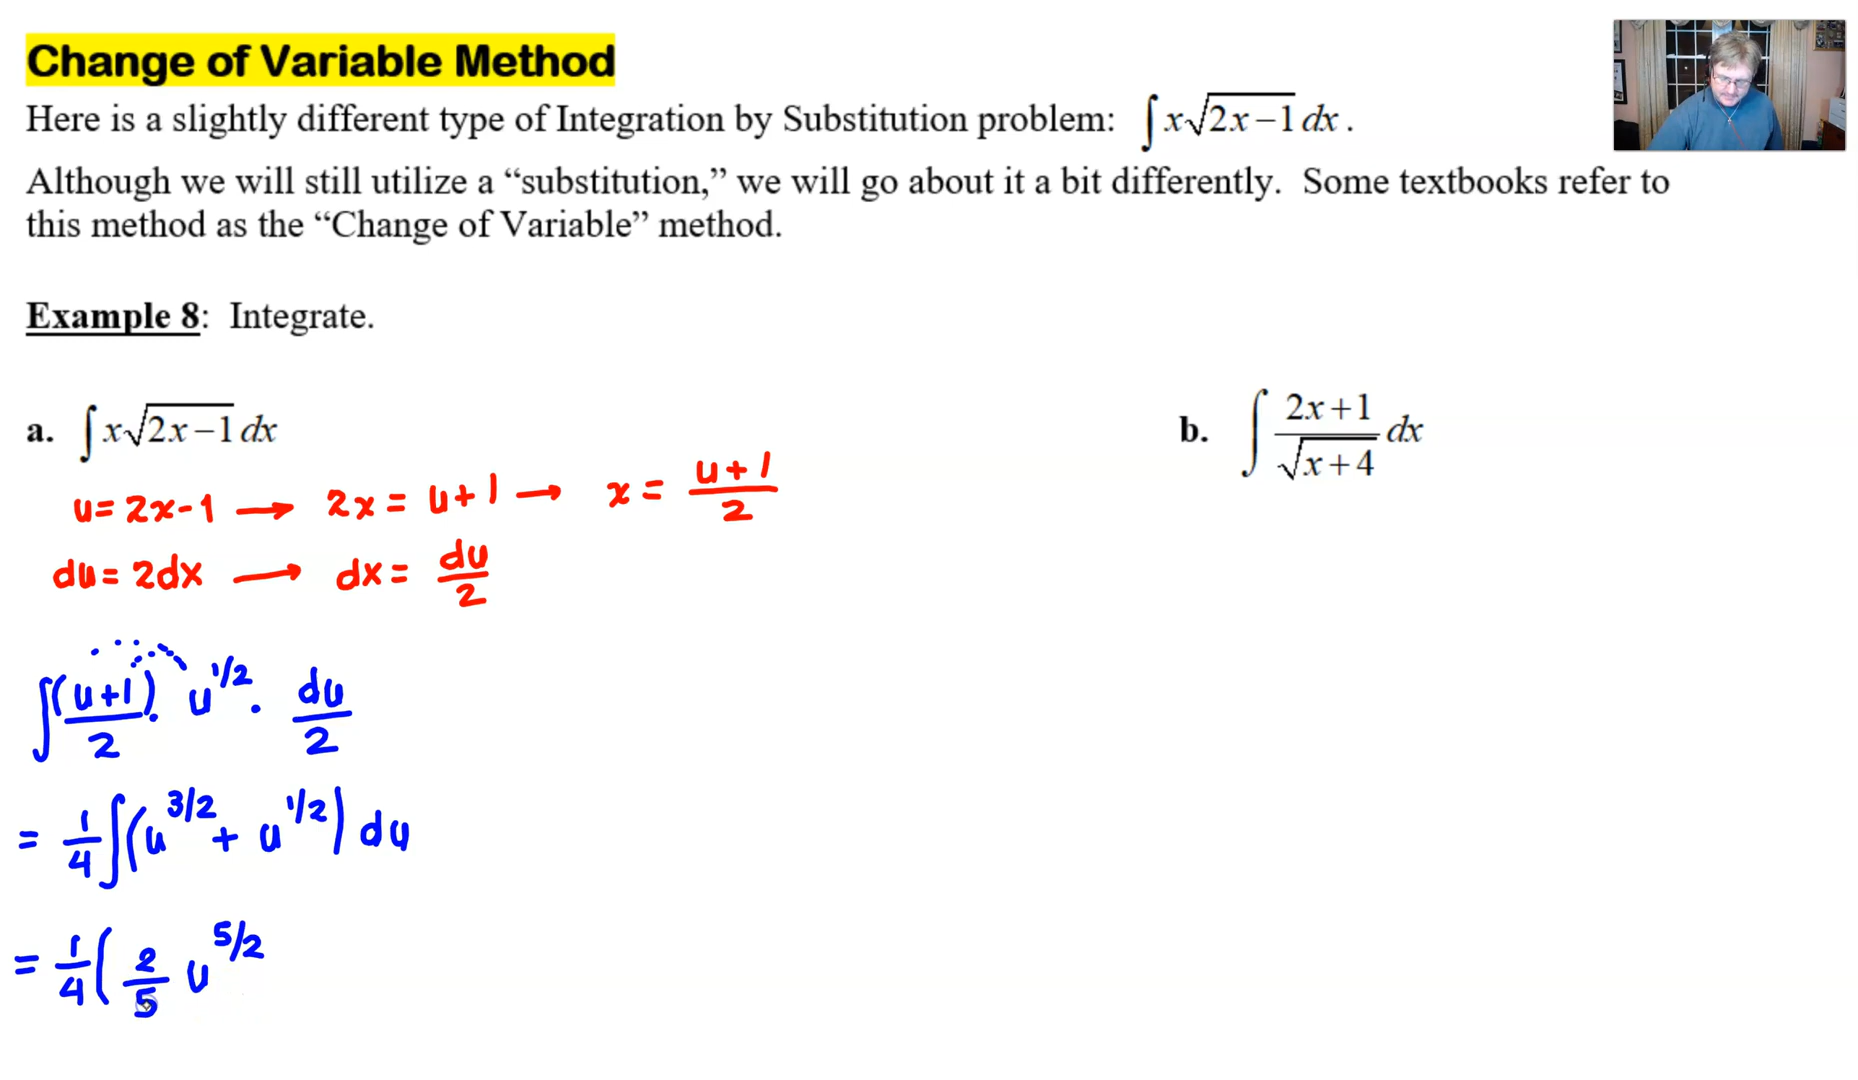 Change of Variable Method
Here is a slightly different type of Integration by Substitution problem: ∫x√(2x−1) dx.
Although we will still utilize a “substitution,” we will go about it a bit differently. Some textbooks refer to
this method as the “Change of Variable” method.
Example 8: Integrate.
a. ∫x√(2x−1) dx
u = 2x-1 → 2x = u+1 → x = (u+1)/2
du = 2dx → dx = du/2
∫(u+1)/2 · u^1/2 · du/2
= 1/4 ∫(u^3/2 + u^1/2) du
= 1/4 ( 2/5 u^5/2
b. ∫ (2x+1)/√(x+4) dx